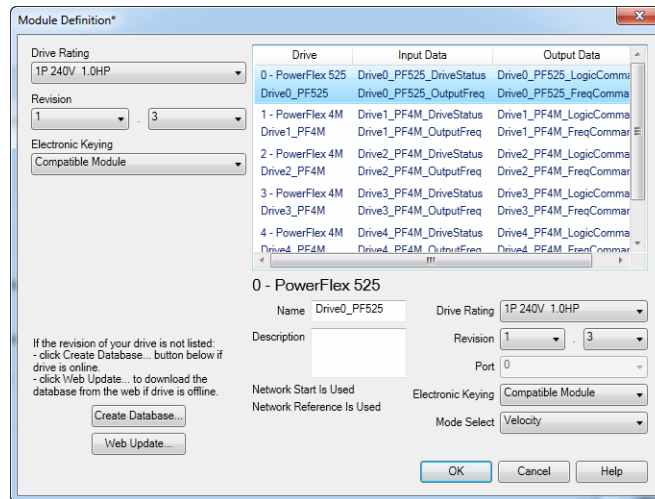 Module Definition*
Drive Rating
1P 240V 1.0HP
Revision
1 . 3
Electronic Keying
Compatible Module
Drive Input Data Output Data
0 - PowerFlex 525 Drive0_PF525_DriveStatus Drive0_PF525_LogicComma
Drive0_PF525 Drive0_PF525_OutputFreq Drive0_PF525_FreqComma
1 - PowerFlex 4M Drive1_PF4M_DriveStatus Drive1_PF4M_LogicComma
Drive1_PF4M Drive1_PF4M_OutputFreq Drive1_PF4M_FreqCommar
2 - PowerFlex 4M Drive2_PF4M_DriveStatus Drive2_PF4M_LogicComma
Drive2_PF4M Drive2_PF4M_OutputFreq Drive2_PF4M_FreqCommar
3 - PowerFlex 4M Drive3_PF4M_DriveStatus Drive3_PF4M_LogicComma
Drive3_PF4M Drive3_PF4M_OutputFreq Drive3_PF4M_FreqCommar
4 - PowerFlex 4M Drive4_PF4M_DriveStatus Drive4_PF4M_LogicComma
Drive4_PF4M Drive4_PF4M_OutputFreq Drive4_PF4M_FreqCommar
0 - PowerFlex 525
Name Drive0_PF525
Description
Network Start Is Used
Network Reference Is Used
Drive Rating 1P 240V 1.0HP
Revision 1 . 3
Port 0
Electronic Keying Compatible Module
Mode Select Velocity
If the revision of your drive is not listed:
- click Create Database... button below if
drive is online.
- click Web Update... to download the
database from the web if drive is offline.
Create Database...
Web Update...
OK Cancel Help